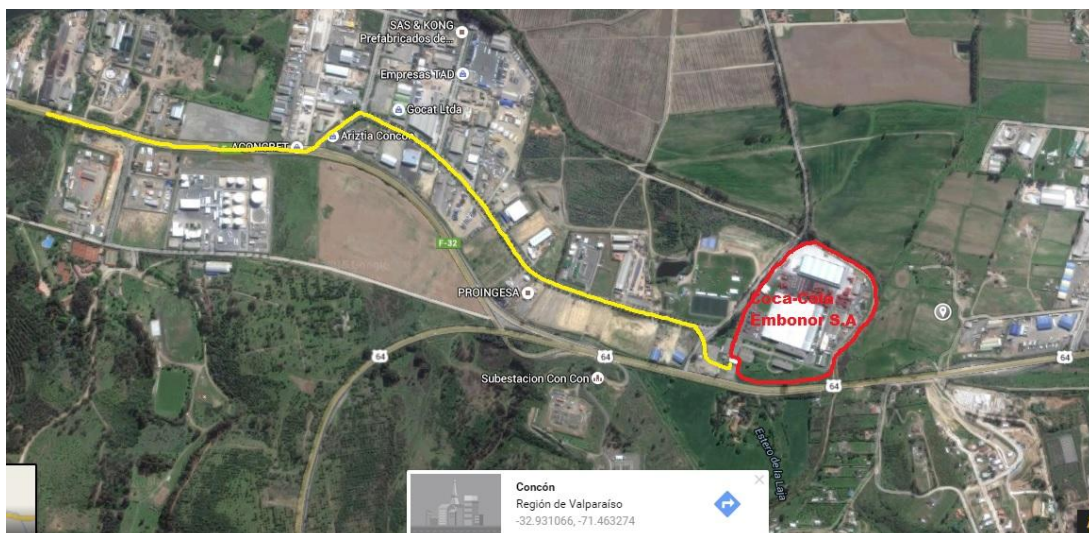 SAS & KONG
Prefabricados de...
Empresas TAD
Gocat Ltda
Ariztia Concón
ACONCRET
F-32
PROINGESA
Coca-Cola
Embonor S.A
64
64
64
64
Subestacion Con Con
Estero de la Laja
Concón
Región de Valparaíso
-32.931066, -71.463274